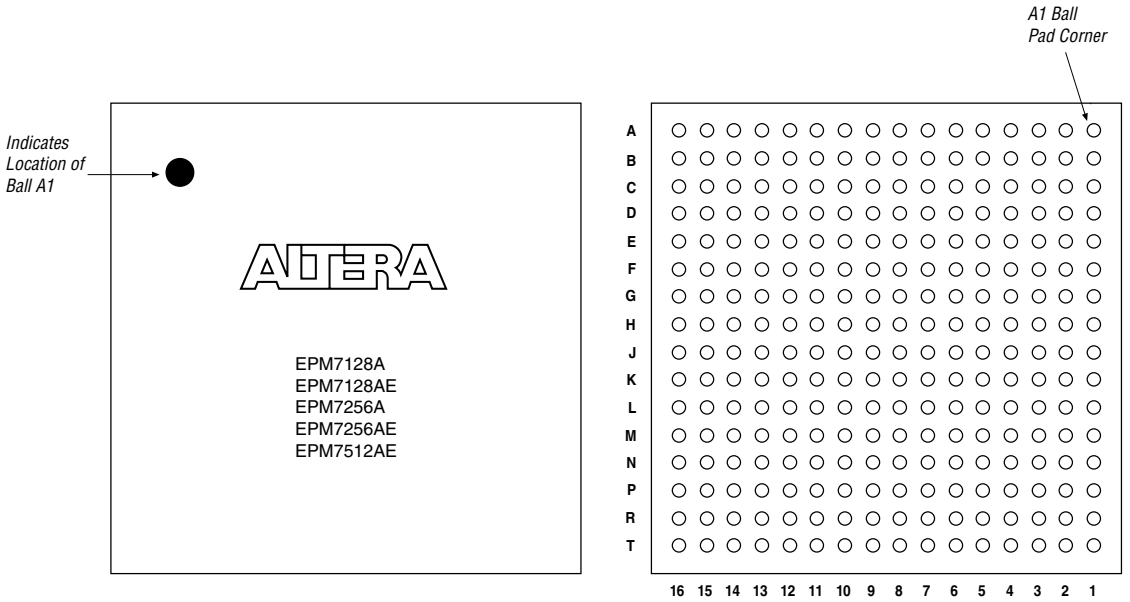 A1 Ball
Pad Corner
Indicates
Location of
Ball A1
ALTERA
EPM7128A
EPM7128AE
EPM7256A
EPM7256AE
EPM7512AE
A
B
C
D
E
F
G
H
J
K
L
M
N
P
R
T
16 15 14 13 12 11 10 9 8 7 6 5 4 3 2 1